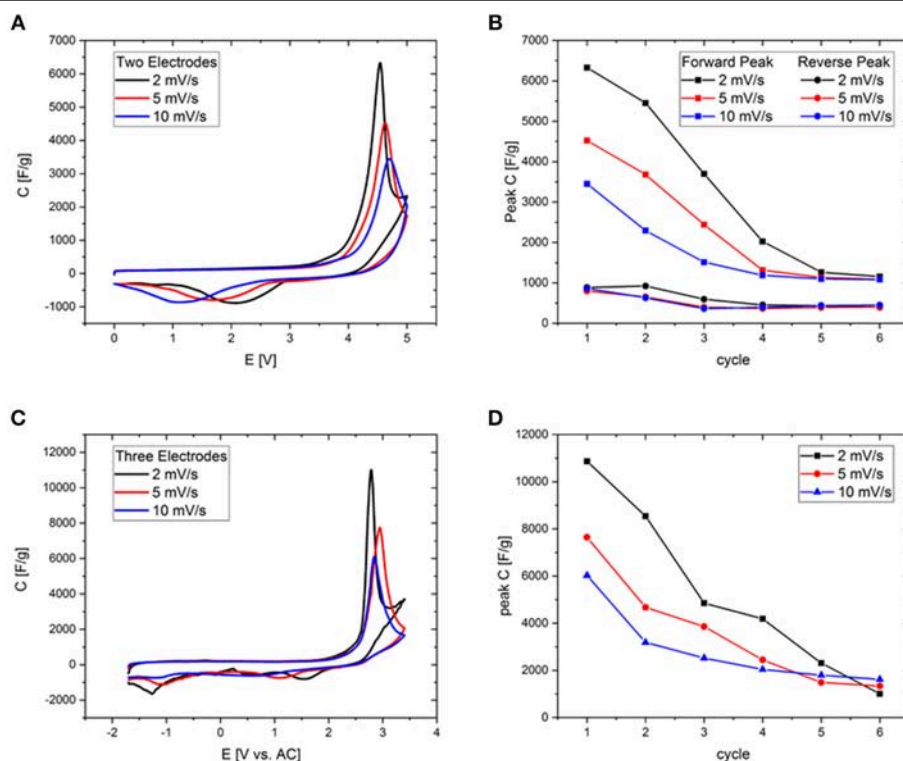 A
Two Electrodes
2 mV/s
5 mV/s
10 mV/s
7000
6000
5000
4000
3000
2000
1000
0
-1000
C [F/g]
0 1 2 3 4 5
E [V]
B
Forward Peak Reverse Peak
2 mV/s 2 mV/s
5 mV/s 5 mV/s
10 mV/s 10 mV/s
7000
6000
5000
4000
3000
2000
1000
0
Peak C [F/g]
1 2 3 4 5 6
cycle
C
Three Electrodes
2 mV/s
5 mV/s
10 mV/s
12000
10000
8000
6000
4000
2000
0
-2000
C [F/g]
-2 -1 0 1 2 3 4
E [V vs. AC]
D
2 mV/s
5 mV/s
10 mV/s
12000
10000
8000
6000
4000
2000
0
peak C [F/g]
1 2 3 4 5 6
cycle